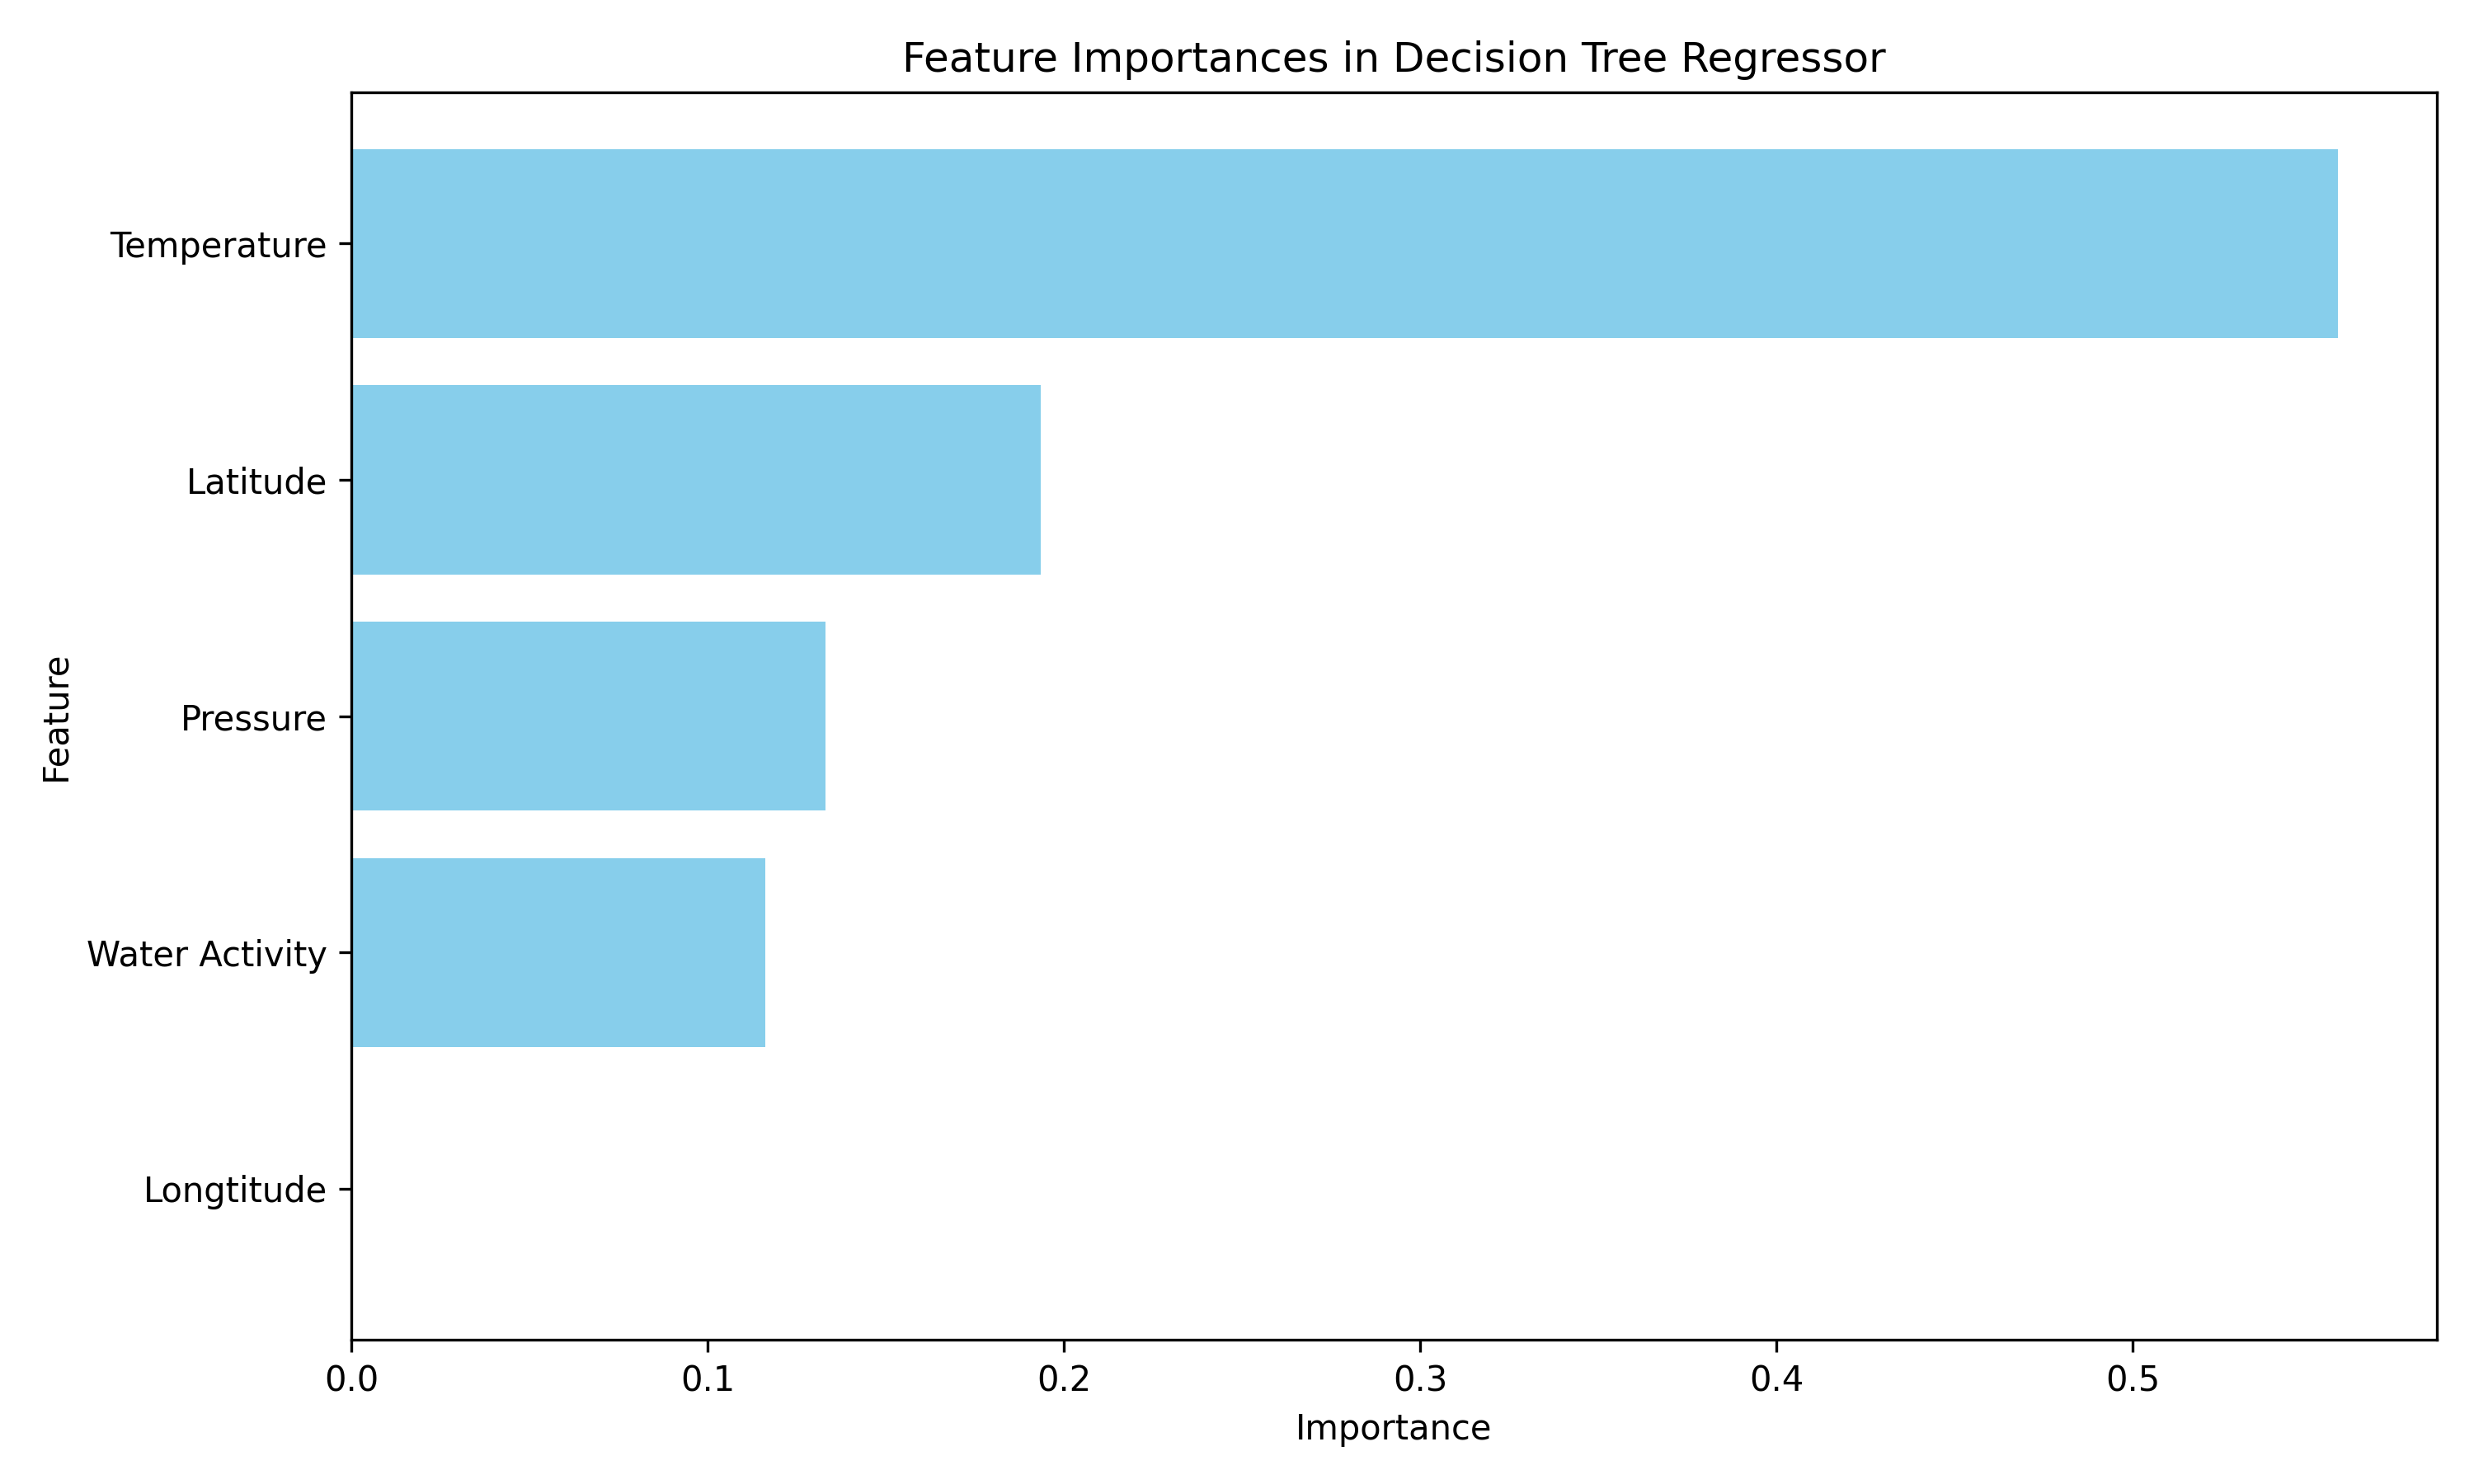 Feature Importances in Decision Tree Regressor
Temperature
Latitude
Pressure
Water Activity
Longtitude
Feature
0.0 0.1 0.2 0.3 0.4 0.5
Importance